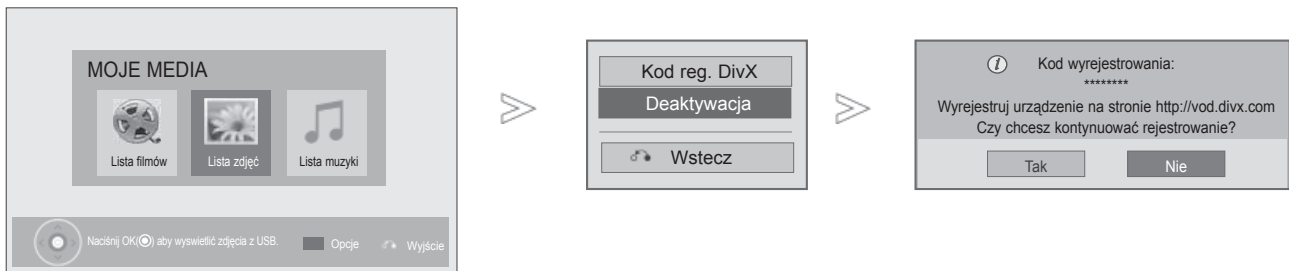 MOJE MEDIA
Lista filmów
Lista zdjęć
Lista muzyki
Naciśnij OK(◉) aby wyswietlić zdjęcia z USB.
Opcje
Wyjście
Kod reg. DivX
Deaktywacja
Wstecz
Kod wyrejestrowania:
********
Wyrejestruj urządzenie na stronie http://vod.divx.com
Czy chcesz kontynuować rejestrowanie?
Tak
Nie